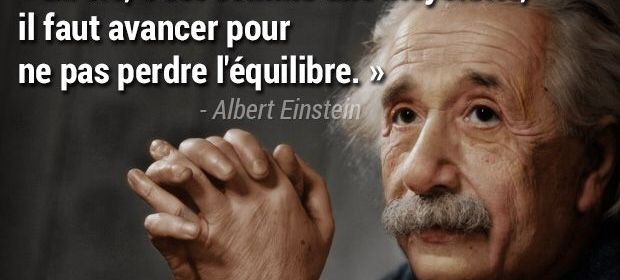 il faut avancer pour
ne pas perdre l'équilibre. »
- Albert Einstein